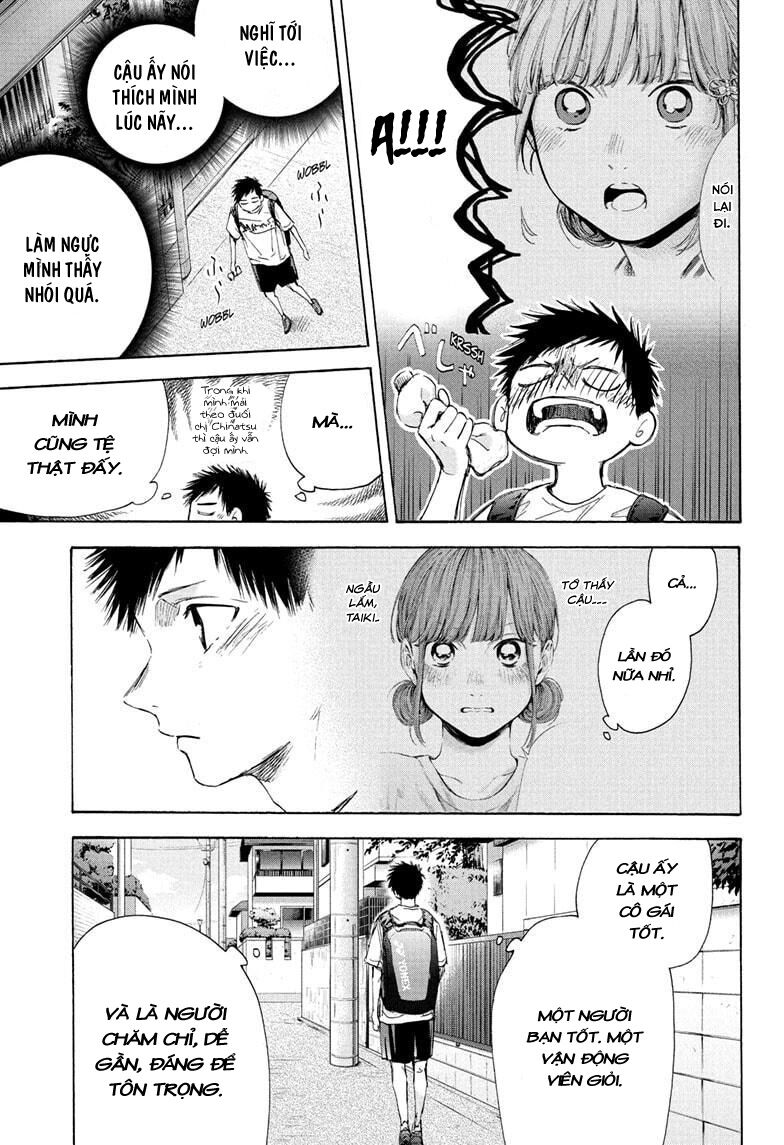 NÓI
LẠI
ĐI.
A!!!
KRSSH
ベしゃ
NGHĨ TỚI
VIỆC...
CẬU ẤY NÓI
THÍCH MÌNH
LÚC NÃY...
WOBBL
WOBBL
LÀM NGỰC
MÌNH THẤY
NHÓI QUÁ.
MÀ...
Trong khi
mình mải
theo đuổi
chị Chinatsu
thì cậu ấy vẫn
đợi mình
MÌNH
CŨNG TỆ
THẬT ĐẤY.
CẢ...
LẦN ĐÓ
NỮA NHỈ.
TỚ THẤY
CẬU...
NGẦU
LẮM,
TAIKI..
CẬU ẤY
LÀ MỘT
CÔ GÁI
TỐT.
MỘT NGƯỜI
BẠN TỐT. MỘT
VẬN ĐỘNG
VIÊN GIỎI.
YONEX
VÀ LÀ NGƯỜI
CHĂM CHỈ, DỄ
GẦN, ĐÁNG ĐỂ
TÔN TRỌNG.